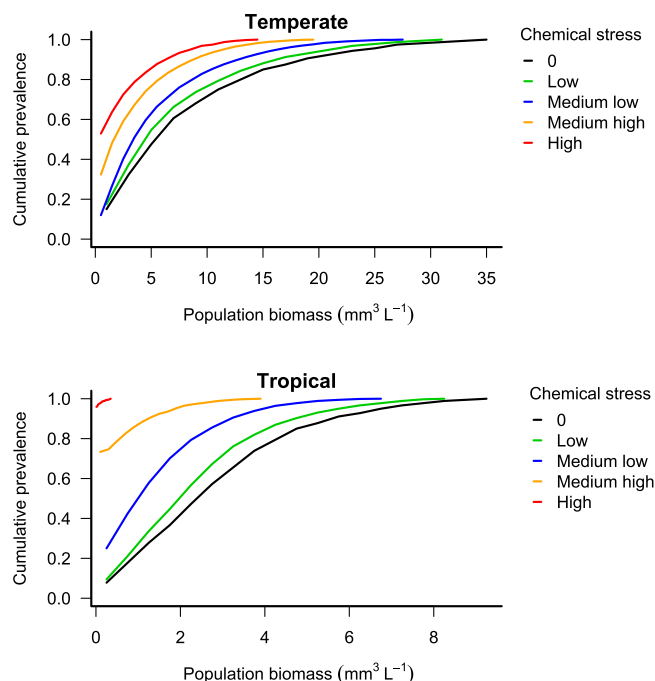 Temperate
Cumulative prevalence
1.0
0.8
0.6
0.4
0.2
0.0
0 5 10 15 20 25 30 35
Population biomass (mm³ L⁻¹)
Chemical stress
0
Low
Medium low
Medium high
High
Tropical
Cumulative prevalence
1.0
0.8
0.6
0.4
0.2
0.0
0 2 4 6 8
Population biomass (mm³ L⁻¹)
Chemical stress
0
Low
Medium low
Medium high
High